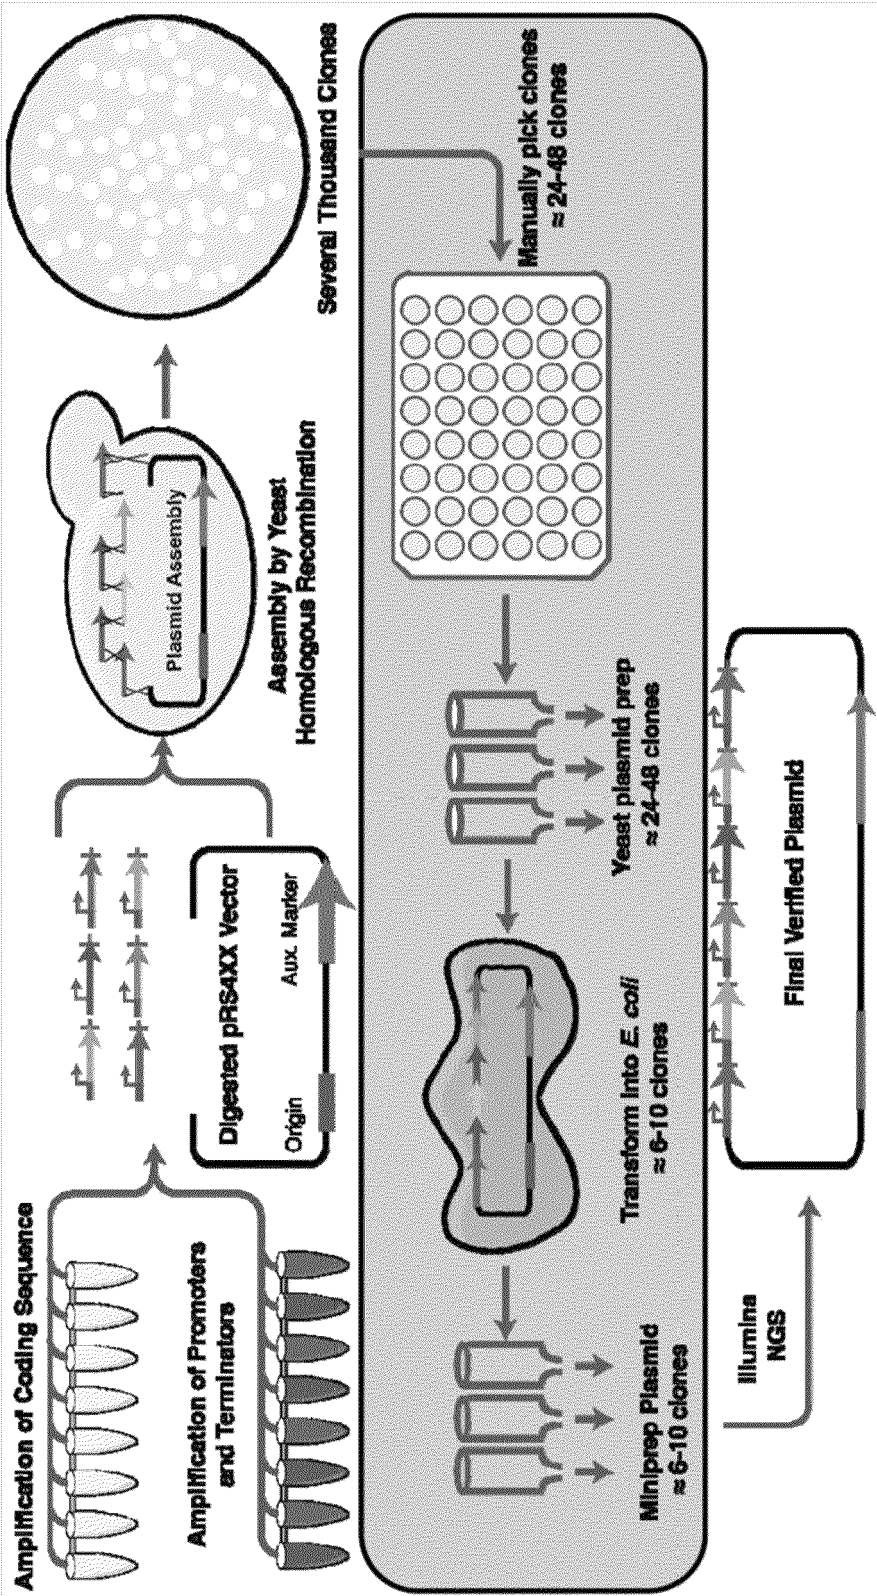 Amplification of Coding Sequence
Amplification of Promoters
and Terminators
Digested pRS4XX Vector
Origin
Aux. Marker
Plasmid Assembly
Assembly by Yeast
Homologous Recombination
Several Thousand Clones
Manually pick clones
≈ 24-48 clones
Yeast plasmid prep
≈ 24-48 clones
Transform into E. coli
≈ 6-10 clones
Miniprep Plasmid
≈ 6-10 clones
Illumina
NGS
Final Verified Plasmid